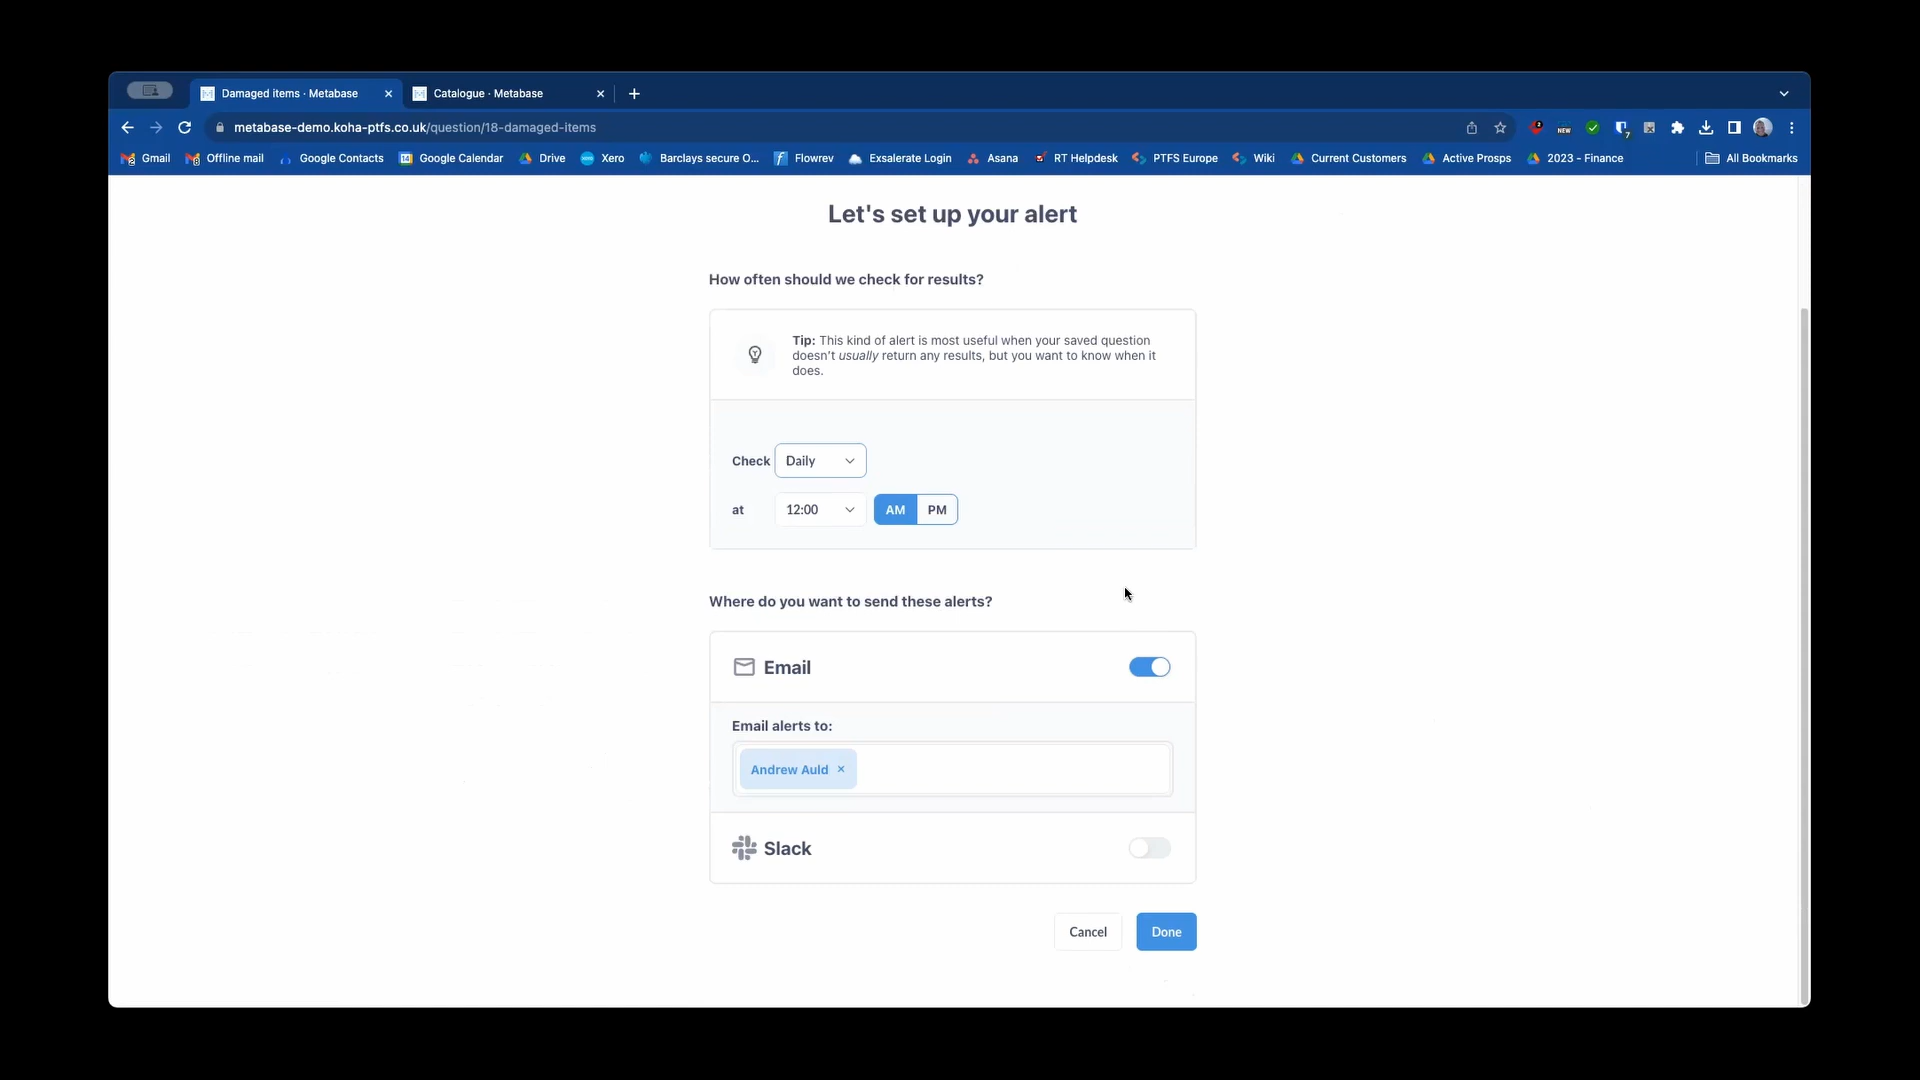 Damaged items · Metabase
Catalogue · Metabase
metabase-demo.koha-ptfs.co.uk/question/18-damaged-items
NEW
7
Gmail
Offline mail
Google Contacts
Google Calendar
Drive
Xero
Barclays secure O...
Flowrev
Exsalerate Login
Asana
RT Helpdesk
PTFS Europe
Wiki
Current Customers
Active Prosps
2023 - Finance
All Bookmarks
Let's set up your alert
How often should we check for results?
Tip: This kind of alert is most useful when your saved question
doesn't usually return any results, but you want to know when it
does.
Check Daily
at 12:00 AM PM
Where do you want to send these alerts?
Email
Email alerts to:
Andrew Auld ×
Slack
Cancel Done